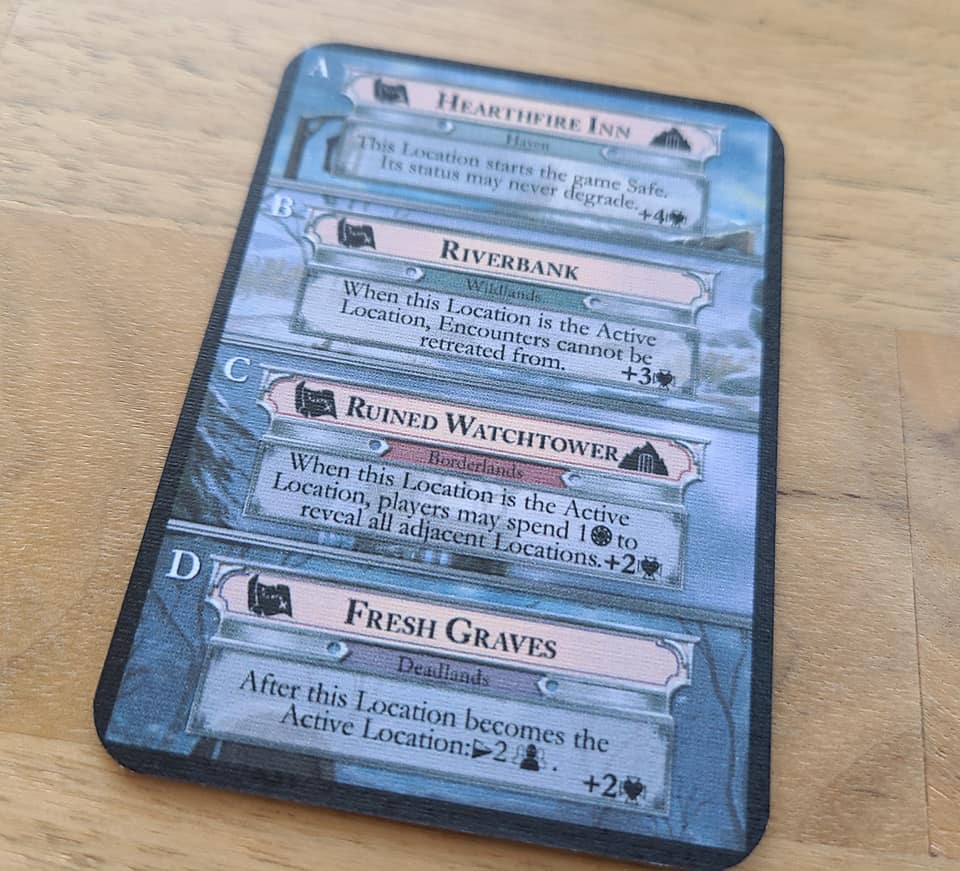 A
HEARTHFIRE INN
Haven
This Location starts the game Safe.
Its status may never degrade.
+4
B
RIVERBANK
Wildlands
When this Location is the Active
Location, Encounters cannot be
retreated from.
+3
C
RUINED WATCHTOWER
Borderlands
When this Location is the Active
Location, players may spend 1 to
reveal all adjacent Locations. +2
D
FRESH GRAVES
Deadlands
After this Location becomes the
Active Location: 2 .
+2